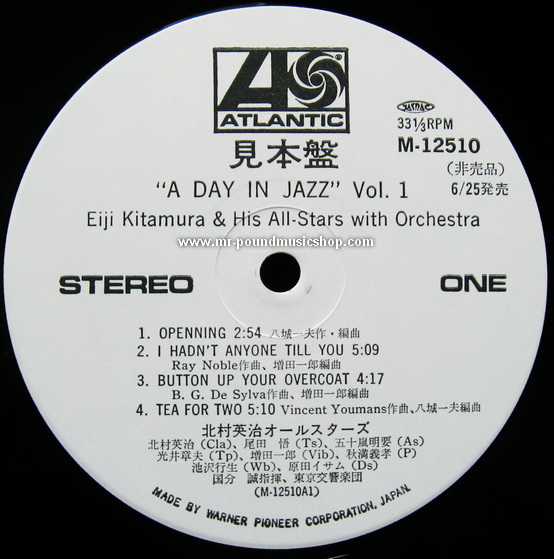 ATLANTIC
JASRAC
33⅓RPM
見本盤
M-12510
(非売品)
"A DAY IN JAZZ" Vol. 1
6/25発売
Eiji Kitamura & His All-Stars with Orchestra
www.mr-poundmusicshop.com
STEREO
ONE
1. OPENNING 2:54 八城一夫作・編曲
2. I HADN'T ANYONE TILL YOU 5:09
Ray Noble作曲、増田一郎編曲
3. BUTTON UP YOUR OVERCOAT 4:17
B. G. De Sylva作曲、増田一郎編曲
4. TEA FOR TWO 5:10 Vincent Youmans作曲、八城一夫編曲
北村英治オールスターズ
北村英治 (Cla)、尾田 悟 (Ts)、五十嵐明要 (As)
光井章夫 (Tp)、増田一郎 (Vib)、秋満義孝 (P)
池沢行生 (Wb)、原田イサム (Ds)
国分 誠指揮、東京交響楽団
(M-12510A1)
MADE BY WARNER PIONEER CORPORATION, JAPAN.